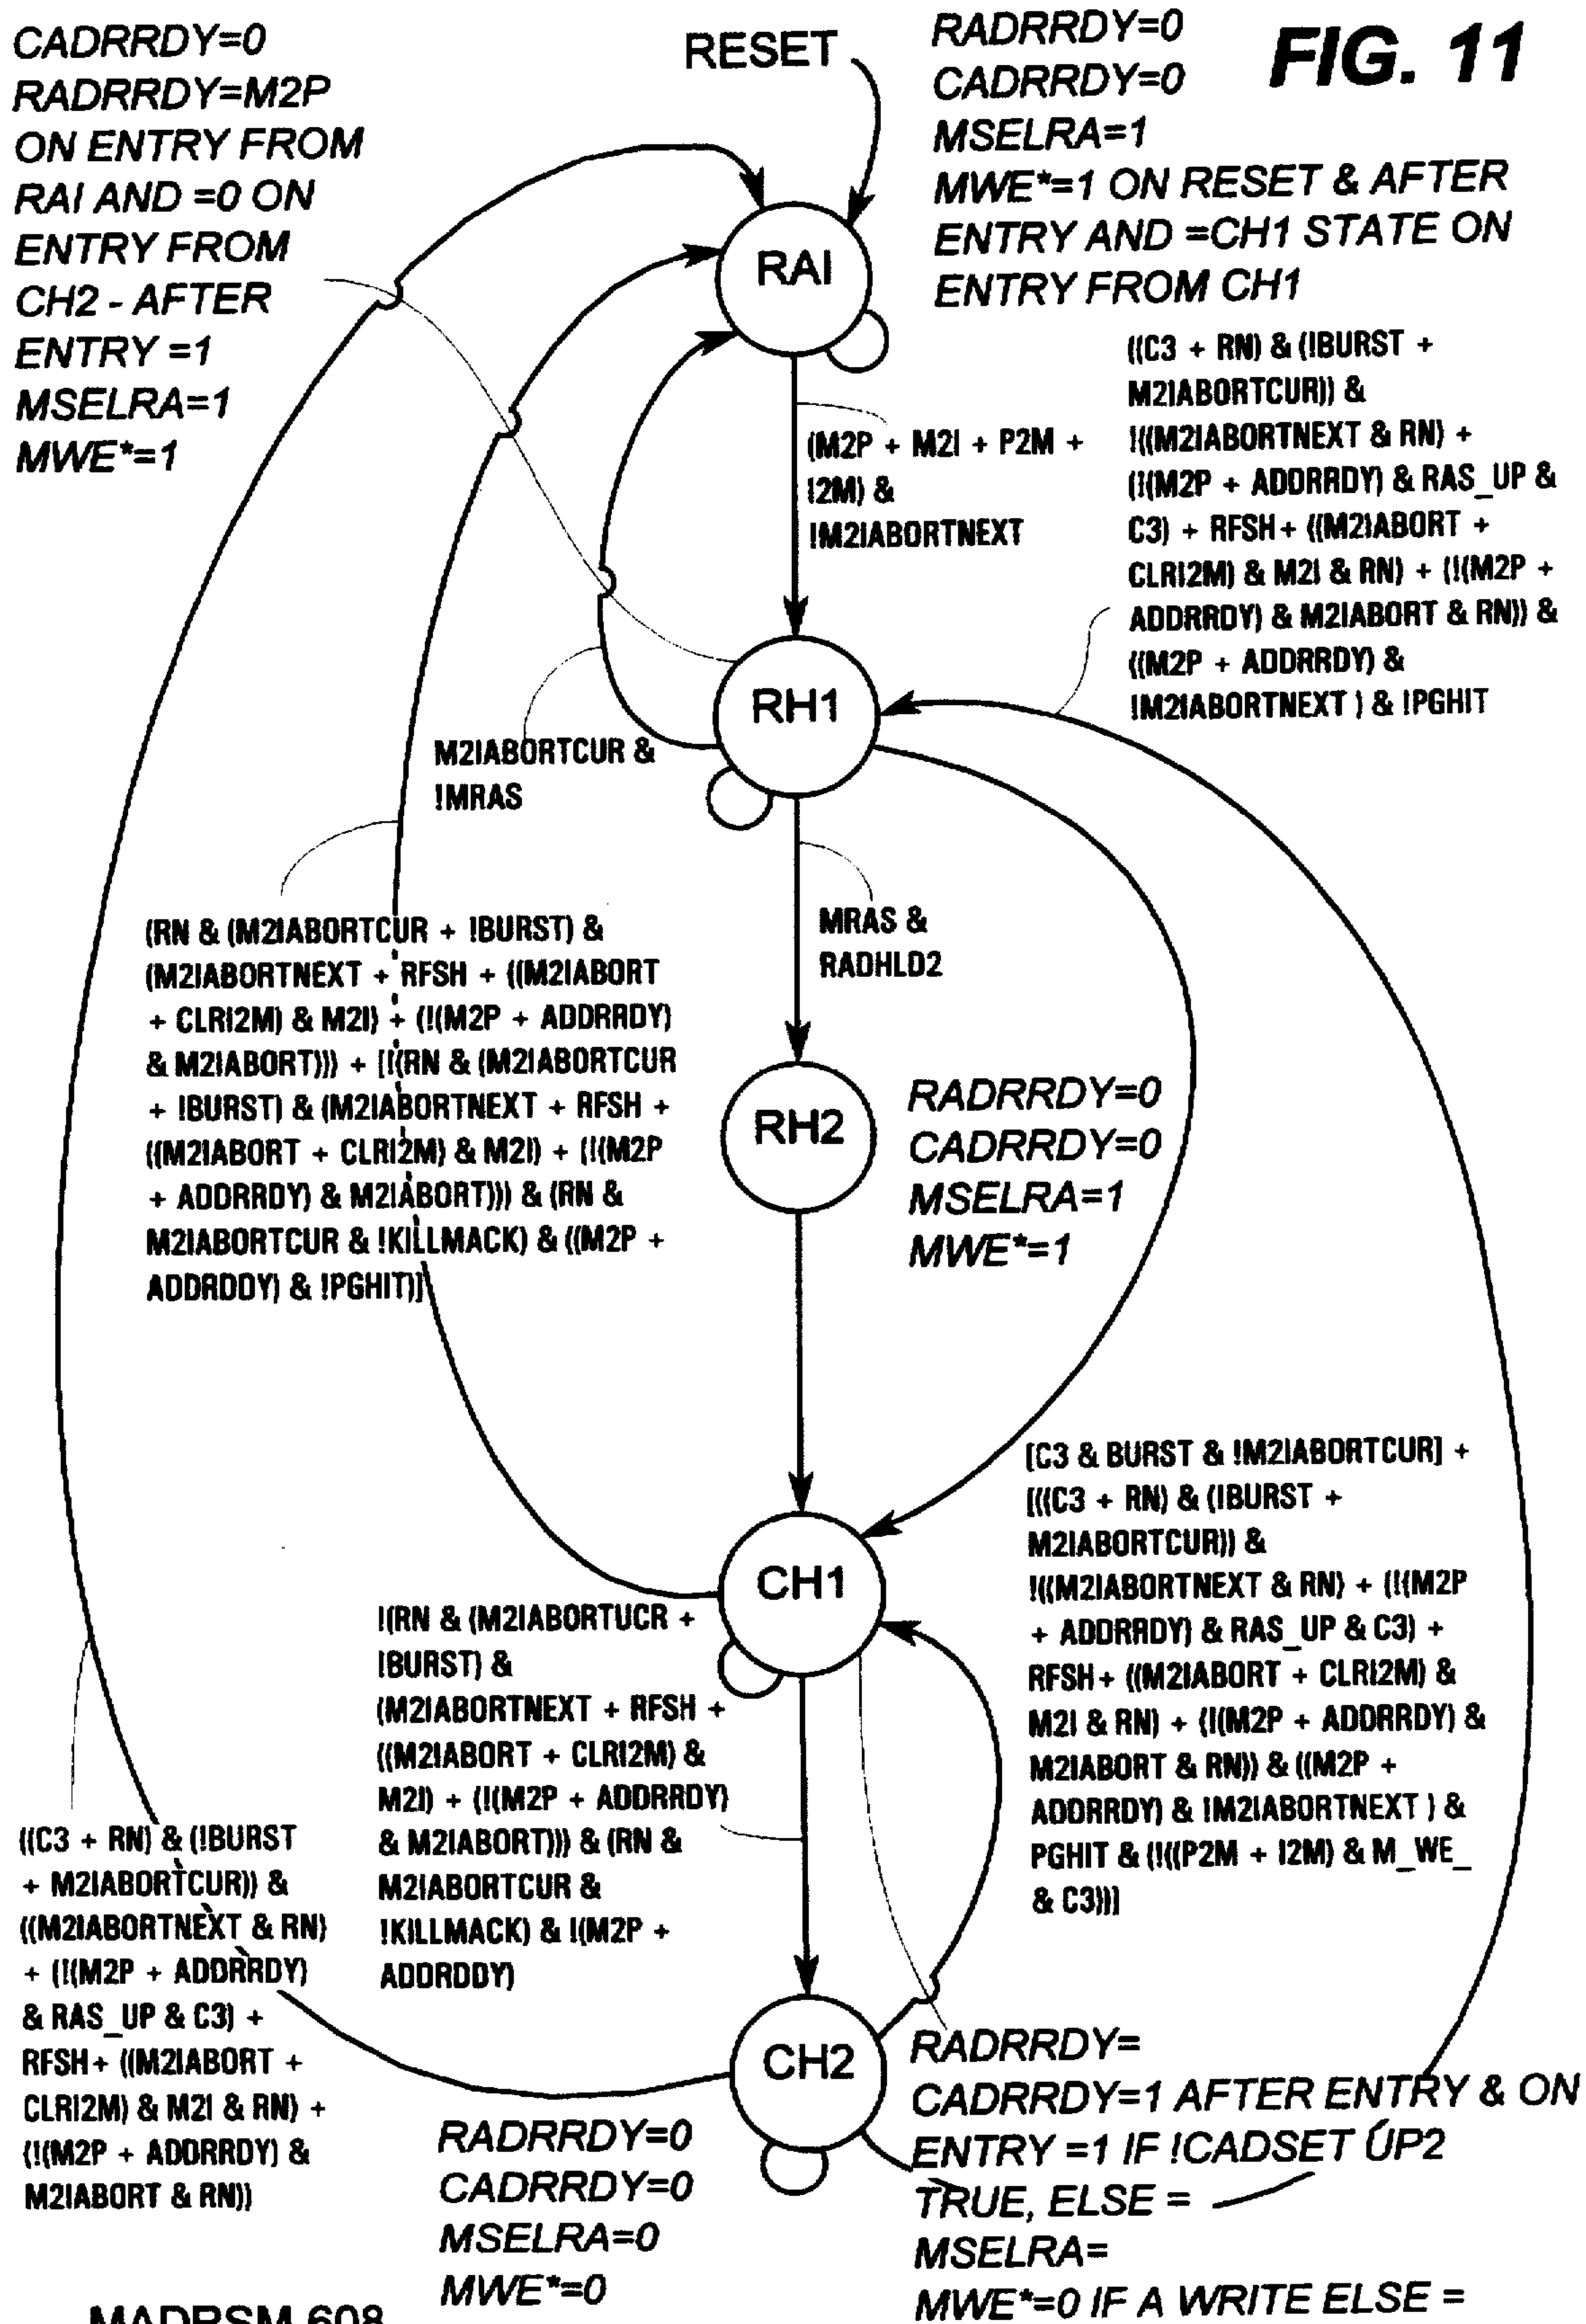 CADRRDY=0
RADRRDY=M2P
ON ENTRY FROM
RAI AND =0 ON
ENTRY FROM
CH2 - AFTER
ENTRY =1
MSELRA=1
MWE*=1
RESET
RADRRDY=0
CADRRDY=0
MSELRA=1
MWE*=1 ON RESET & AFTER
ENTRY AND =CH1 STATE ON
ENTRY FROM CH1
FIG. 11
RAI
(M2P + M2I + P2M +
I2M) &
!M2IABORTNEXT
((C3 + RN) & (!BURST +
M2IABORTCUR)) &
!((M2IABORTNEXT & RN) +
(!(M2P + ADDRRDY) & RAS_UP &
C3) + RFSH+ ((M2IABORT +
CLRI2M) & M2I & RN) + (!(M2P +
ADDRRDY) & M2IABORT & RN)) &
((M2P + ADDRRDY) &
!M2IABORTNEXT ) & !PGHIT
RH1
M2IABORTCUR &
!MRAS
MRAS &
RADHLD2
(RN & (M2IABORTCUR + !BURST) &
(M2IABORTNEXT + RFSH + ((M2IABORT
+ CLRI2M) & M2I) + (!(M2P + ADDRRDY)
& M2IABORT))) + [!(RN & (M2IABORTCUR
+ !BURST) & (M2IABORTNEXT + RFSH +
((M2IABORT + CLRI2M) & M2I) + (!(M2P
+ ADDRRDY) & M2IABORT))) & (RN &
M2IABORTCUR & !KILLMACK) & ((M2P +
ADDRDDY) & !PGHIT)]
RH2
RADRRDY=0
CADRRDY=0
MSELRA=1
MWE*=1
CH1
[C3 & BURST & !M2IABORTCUR] +
[((C3 + RN) & (!BURST +
M2IABORTCUR)) &
!((M2IABORTNEXT & RN) + (!(M2P
+ ADDRRDY) & RAS_UP & C3) +
RFSH+ ((M2IABORT + CLRI2M) &
M2I & RN) + (!(M2P + ADDRRDY) &
M2IABORT & RN)) & ((M2P +
ADDRRDY) & !M2IABORTNEXT ) &
PGHIT & (!((P2M + I2M) & M_WE_
& C3))]
!(RN & (M2IABORTUCR +
!BURST) &
(M2IABORTNEXT + RFSH +
((M2IABORT + CLRI2M) &
M2I) + (!(M2P + ADDRRDY)
& M2IABORT))) & (RN &
M2IABORTCUR &
!KILLMACK) & !(M2P +
ADDRDDY)
((C3 + RN) & (!BURST
+ M2IABORTCUR)) &
((M2IABORTNEXT & RN)
+ (!(M2P + ADDRRDY)
& RAS_UP & C3) +
RFSH+ ((M2IABORT +
CLRI2M) & M2I & RN) +
(!(M2P + ADDRRDY) &
M2IABORT & RN))
CH2
RADRRDY=0
CADRRDY=0
MSELRA=0
MWE*=0
RADRRDY=
CADRRDY=1 AFTER ENTRY & ON
ENTRY =1 IF !CADSET UP2
TRUE, ELSE =
MSELRA=
MWE*=0 IF A WRITE ELSE =
MADRSM 608